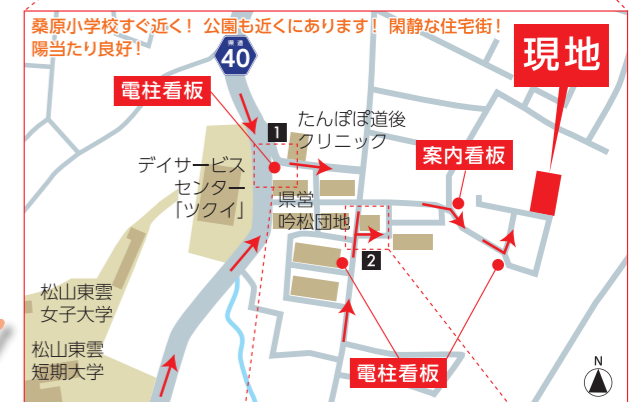 桑原小学校すぐ近く! 公園も近くにあります! 閑静な住宅街!
陽当たり良好!
県道
40
現地
電柱看板
1
たんぽぽ道後
クリニック
案内看板
デイサービス
センター
「ツクイ」
県営
吟松団地
2
松山東雲
女子大学
松山東雲
短期大学
電柱看板
N